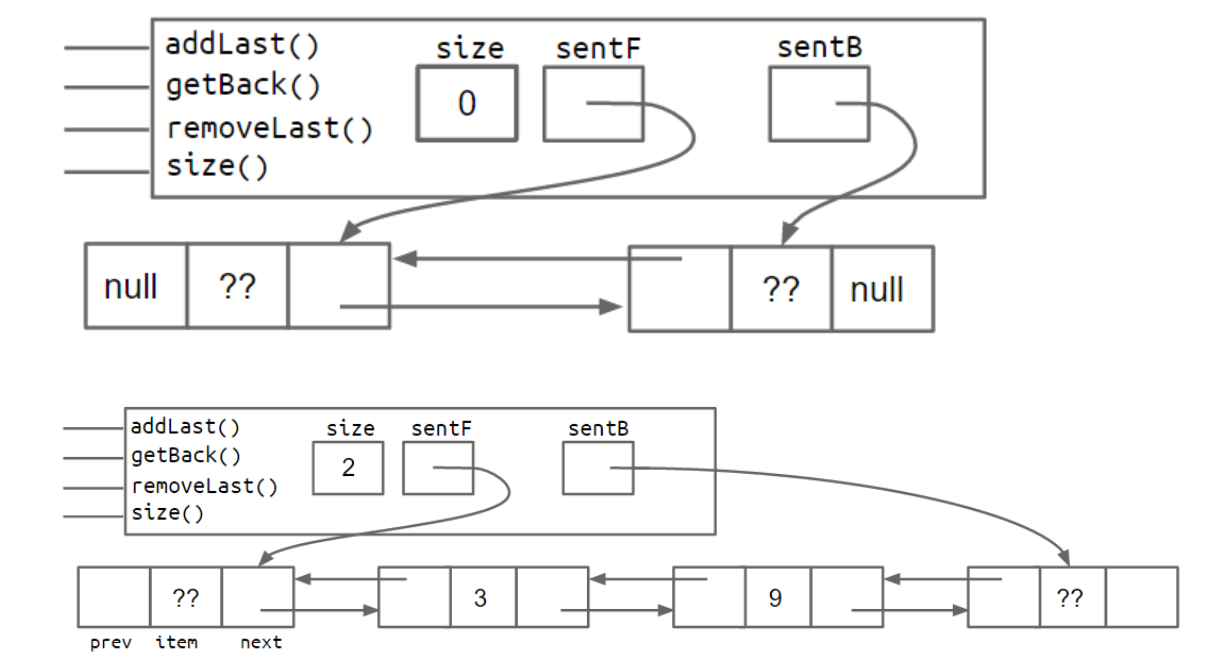 addLast()
size sentF sentB
getBack()
0
removeLast()
size()
null ??
?? null
addLast()
size sentF sentB
getBack()
2
removeLast()
size()
?? 3 9 ??
prev item next